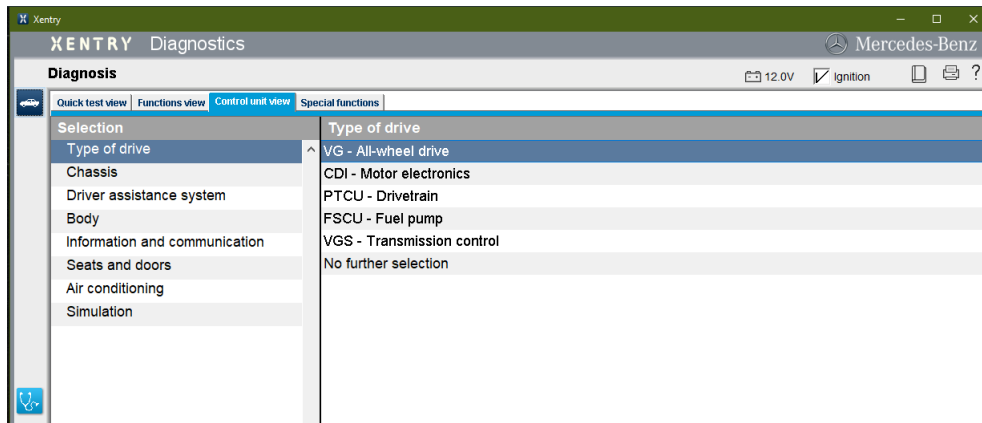 Xentry
XENTRY Diagnostics
Mercedes-Benz
Diagnosis
12.0V
Ignition
?
Quick test view
Functions view
Control unit view
Special functions
Selection
Type of drive
Chassis
Driver assistance system
Body
Information and communication
Seats and doors
Air conditioning
Simulation
Type of drive
VG - All-wheel drive
CDI - Motor electronics
PTCU - Drivetrain
FSCU - Fuel pump
VGS - Transmission control
No further selection